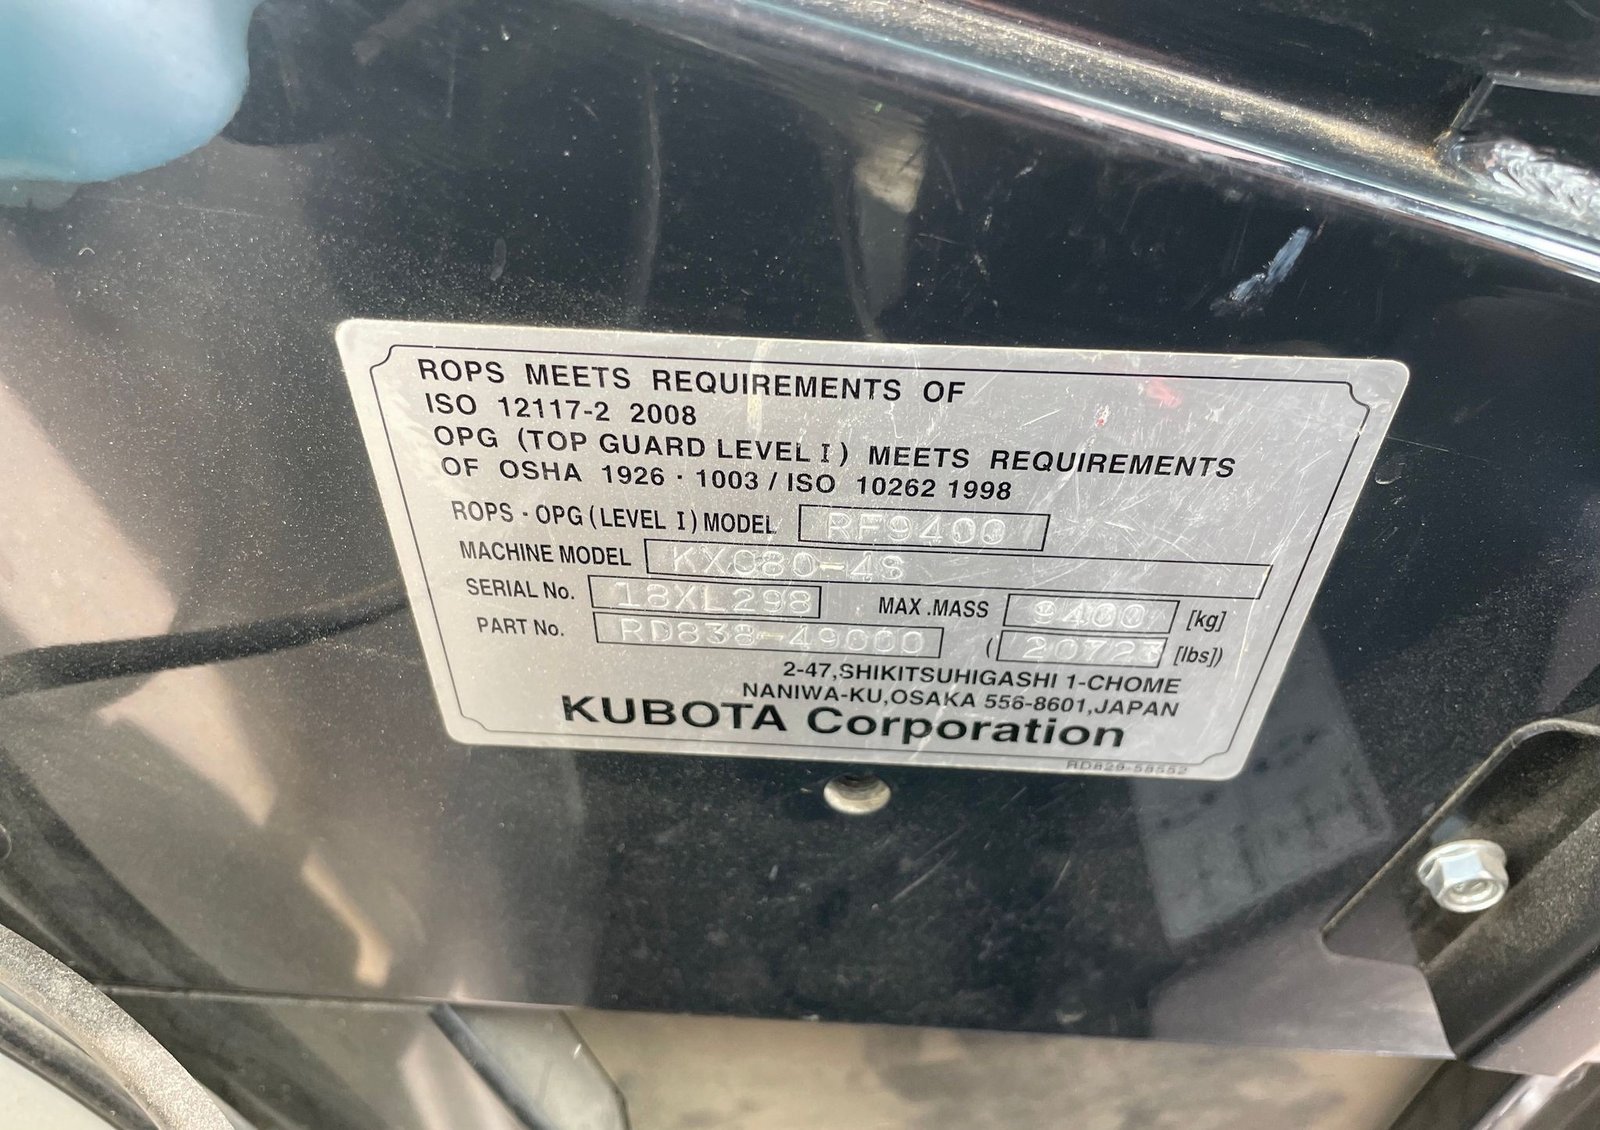 ROPS MEETS REQUIREMENTS OF
ISO 12117-2 2008
OPG (TOP GUARD LEVEL I) MEETS REQUIREMENTS
OF OSHA 1926・1003 / ISO 10262 1998
ROPS・OPG (LEVEL I) MODEL RF9400
MACHINE MODEL KX080-4S
SERIAL No. 18XL298 MAX.MASS 9400 [kg]
PART No. RD838-49000 ( 20723 [lbs])
2-47,SHIKITSUHIGASHI 1-CHOME
NANIWA-KU,OSAKA 556-8601,JAPAN
KUBOTA Corporation
RD829-58552